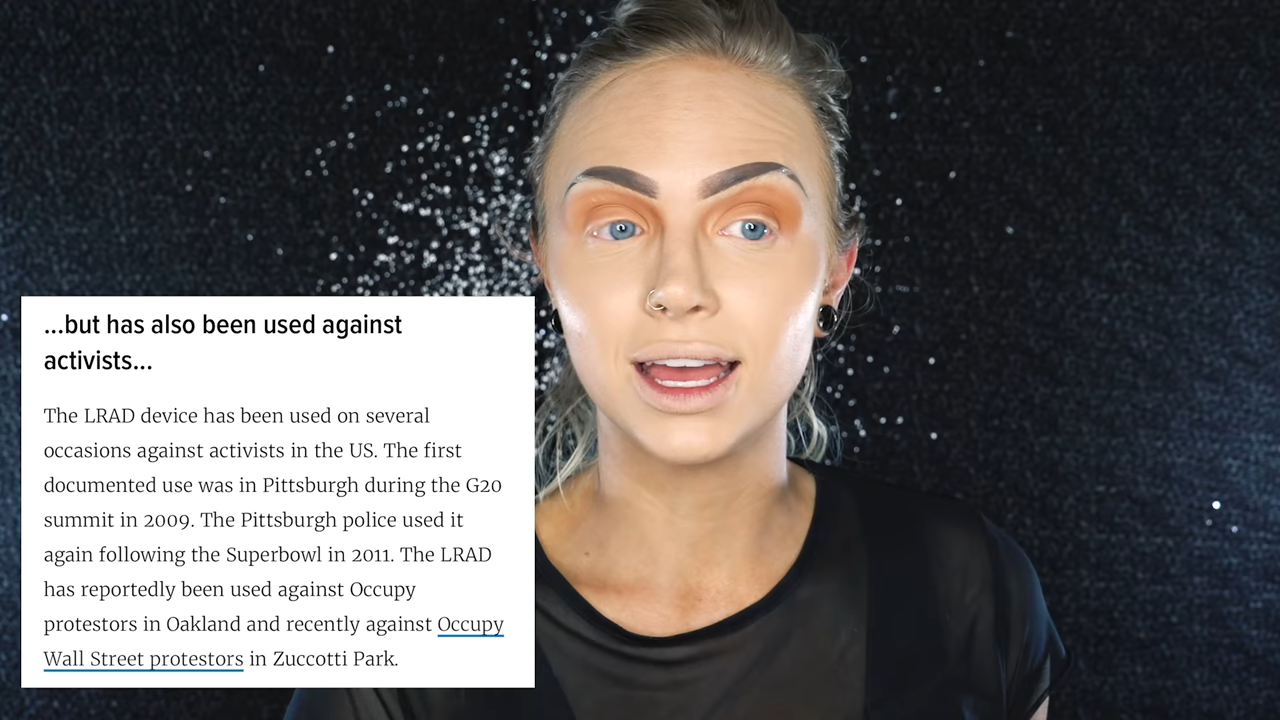 ...but has also been used against
activists...
The LRAD device has been used on several
occasions against activists in the US. The first
documented use was in Pittsburgh during the G20
summit in 2009. The Pittsburgh police used it
again following the Superbowl in 2011. The LRAD
has reportedly been used against Occupy
protestors in Oakland and recently against Occupy
Wall Street protestors in Zuccotti Park.